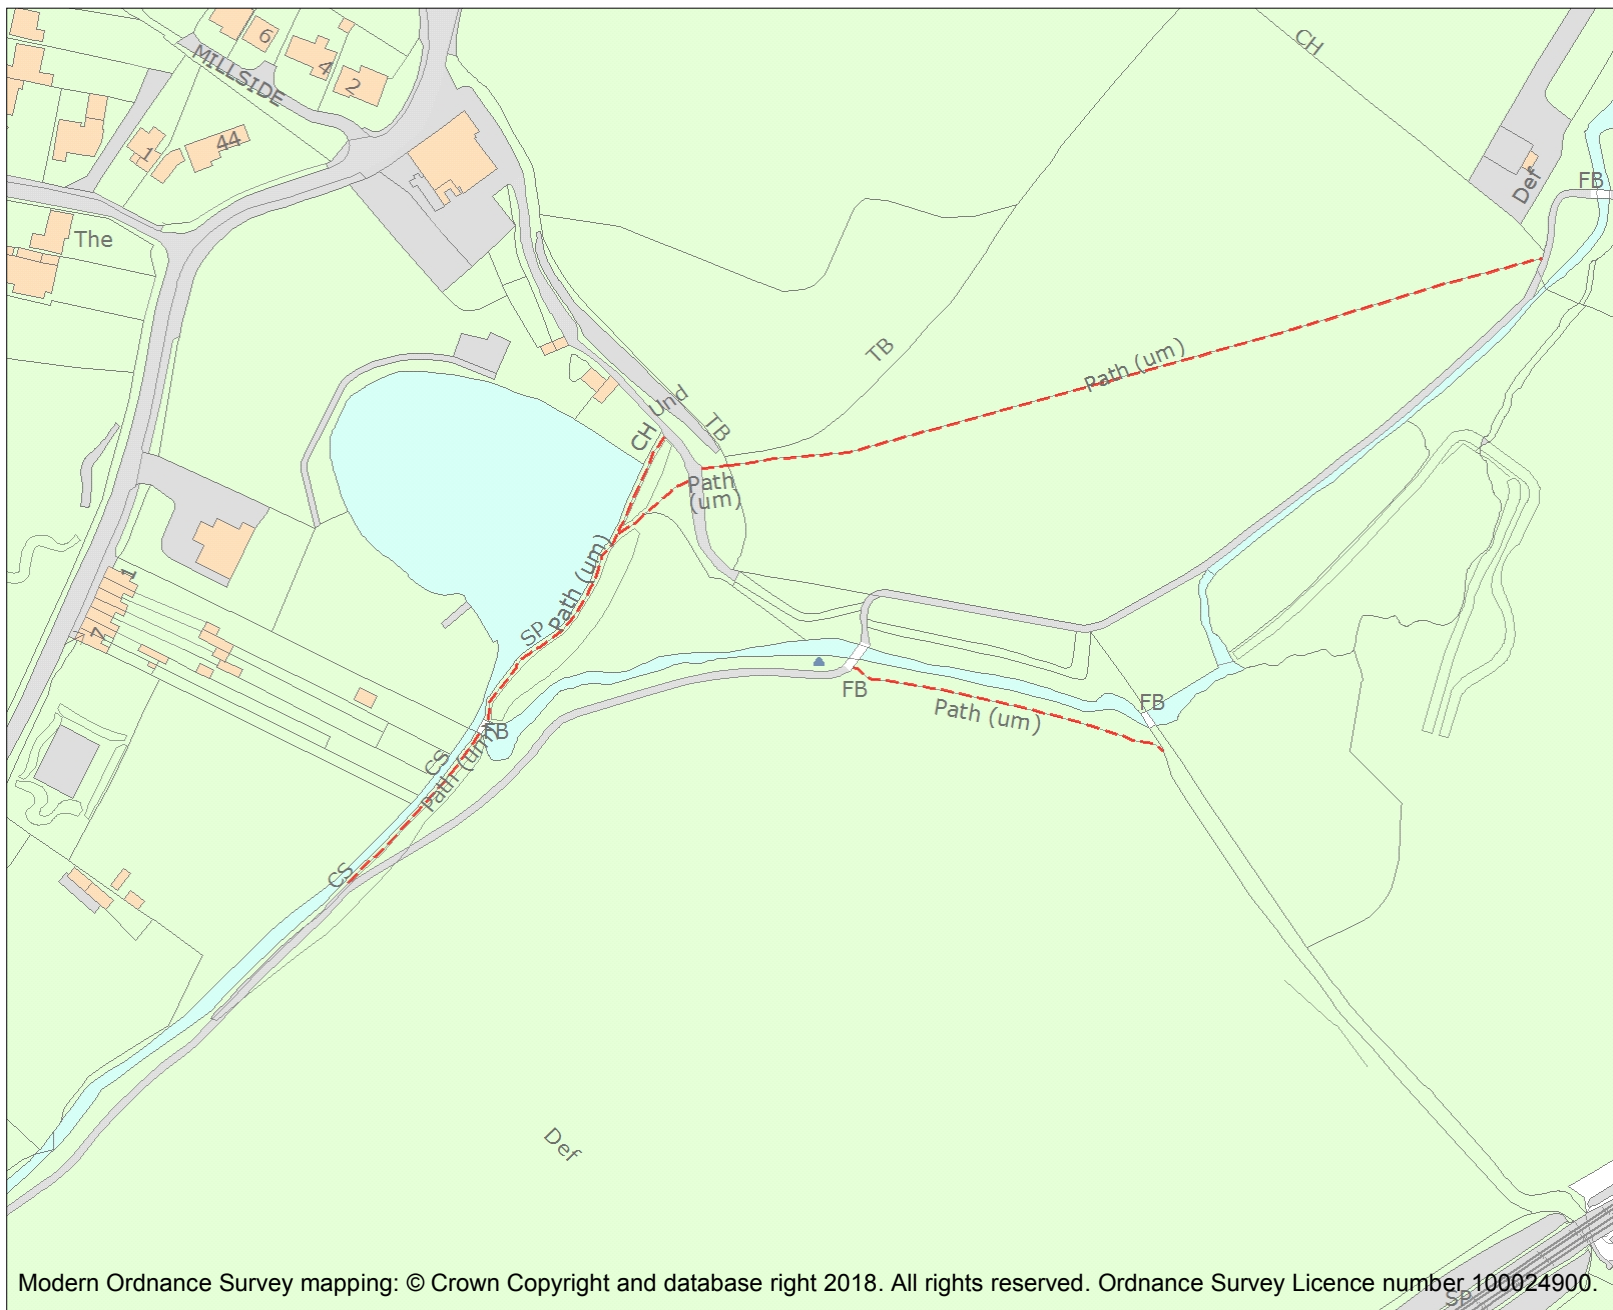 CH
6
MILLSIDE
4
2
44
1
Def
FB
The
TB
Path (um)
Und
TB
CH
Path
(um)
Path (um)
1
SP
7
FB
FB
Path (um)
FB
CS
Path (um)
CS
Def
Modern Ordnance Survey mapping: © Crown Copyright and database right 2018. All rights reserved. Ordnance Survey Licence number 100024900.
SP